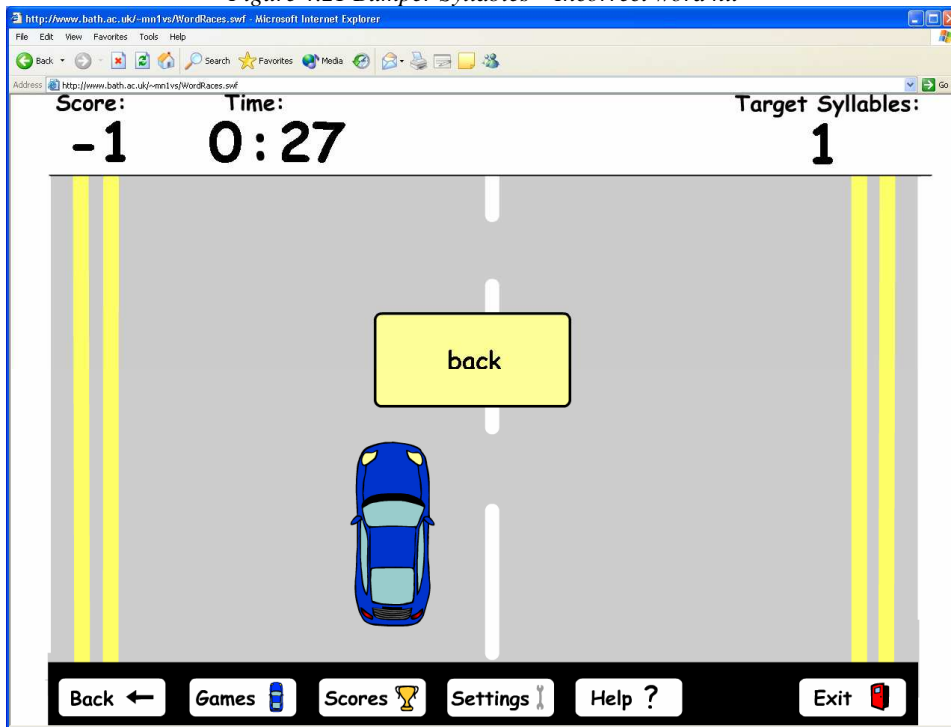 Figure 4.21 Bumper Syllables – Incorrect word hit
http://www.bath.ac.uk/~mn1vs/WordRaces.swf - Microsoft Internet Explorer
File Edit View Favorites Tools Help
Back Search Favorites Media
Address http://www.bath.ac.uk/~mn1vs/WordRaces.swf Go
Score: Time: Target Syllables:
-1 0:27 1
back
Back Games Scores Settings Help ? Exit